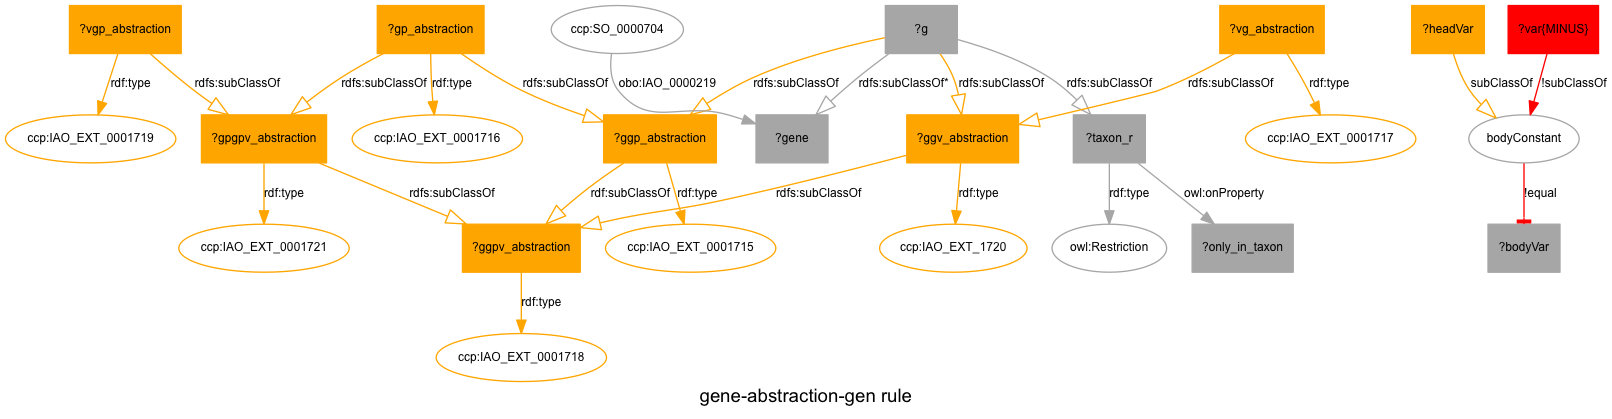 ?vgp_abstraction
?gp_abstraction
ccp:SO_0000704
?g
?vg_abstraction
?headVar
?var{MINUS}
rdf:type
rdfs:subClassOf
rdfs:subClassOf
rdf:type
rdfs:subClassOf
obo:IAO_0000219
rdfs:subClassOf
rdfs:subClassOf*
rdfs:subClassOf
rdfs:subClassOf
rdfs:subClassOf
rdf:type
subClassOf
!subClassOf
ccp:IAO_EXT_0001719
?gpgpv_abstraction
ccp:IAO_EXT_0001716
?ggp_abstraction
?gene
?ggv_abstraction
?taxon_r
ccp:IAO_EXT_0001717
bodyConstant
rdf:type
rdfs:subClassOf
rdf:subClassOf
rdf:type
rdfs:subClassOf
rdf:type
rdf:type
owl:onProperty
!equal
ccp:IAO_EXT_0001721
?ggpv_abstraction
ccp:IAO_EXT_0001715
ccp:IAO_EXT_1720
owl:Restriction
?only_in_taxon
?bodyVar
rdf:type
ccp:IAO_EXT_0001718
gene-abstraction-gen rule